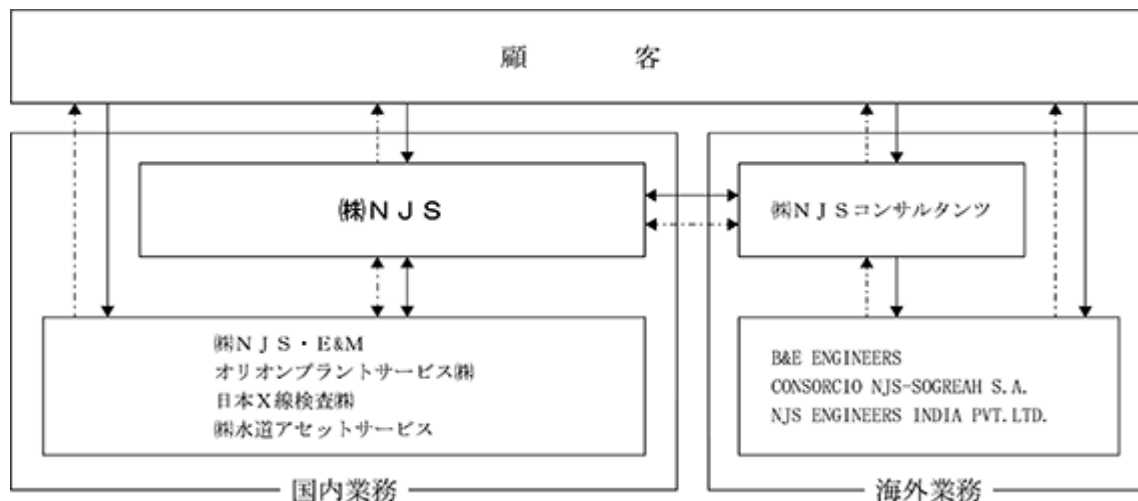 顧　客
㈱ＮＪＳ
㈱ＮＪＳコンサルタンツ
㈱ＮＪＳ・E&M
オリオンプラントサービス㈱
日本Ｘ線検査㈱
㈱水道アセットサービス
B&E ENGINEERS
CONSORCIO NJS-SOGREAH S.A.
NJS ENGINEERS INDIA PVT.LTD.
国内業務
海外業務